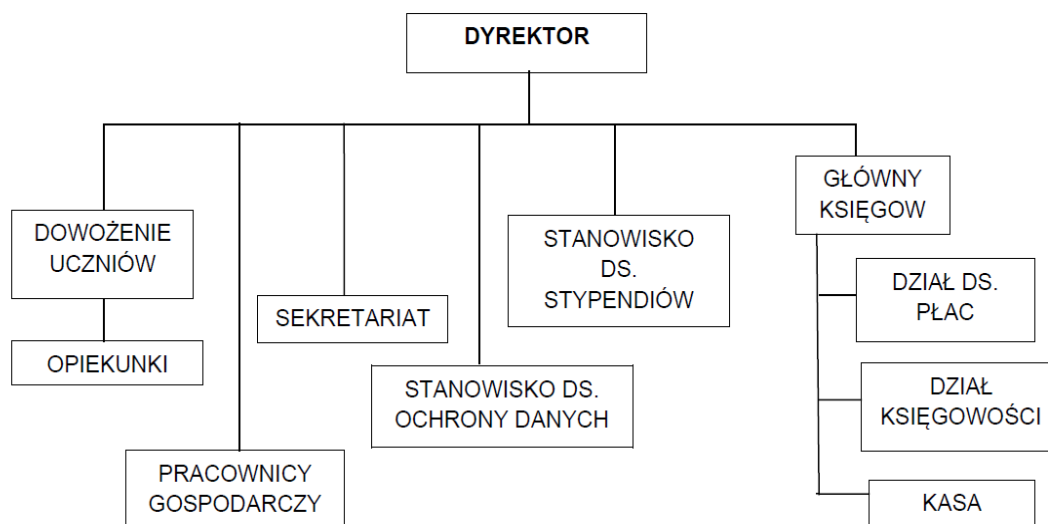 DYREKTOR
DOWOŻENIE
UCZNIÓW
OPIEKUNKI
PRACOWNICY
GOSPODARCZY
SEKRETARIAT
STANOWISKO DS.
OCHRONY DANYCH
STANOWISKO
DS.
STYPENDIÓW
GŁÓWNY
KSIĘGOW
DZIAŁ DS.
PŁAC
DZIAŁ
KSIĘGOWOŚCI
KASA